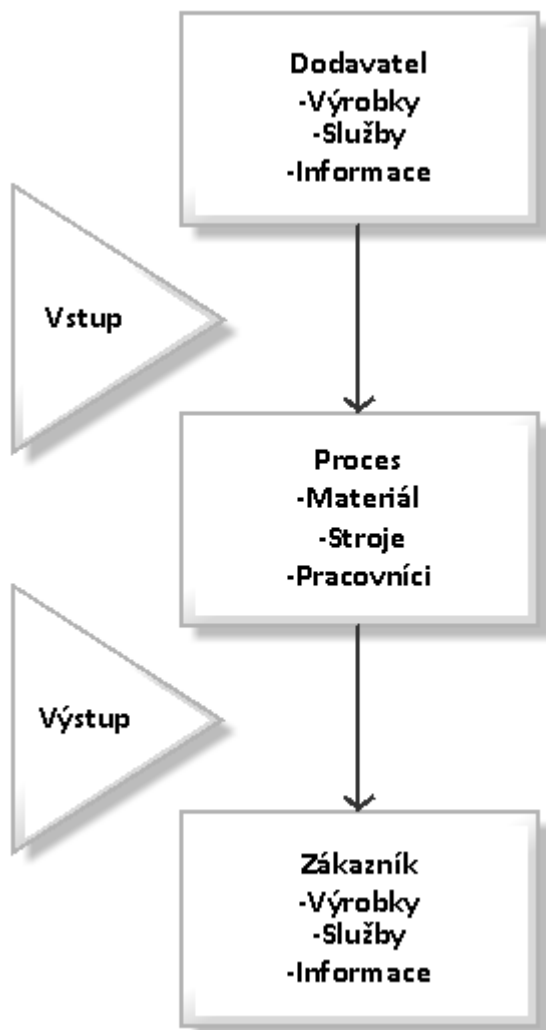 Dodavatel
-Výrobky
-Služby
-Informace
Vstup
Proces
-Materiál
-Stroje
-Pracovníci
Výstup
Zákazník
-Výrobky
-Služby
-Informace